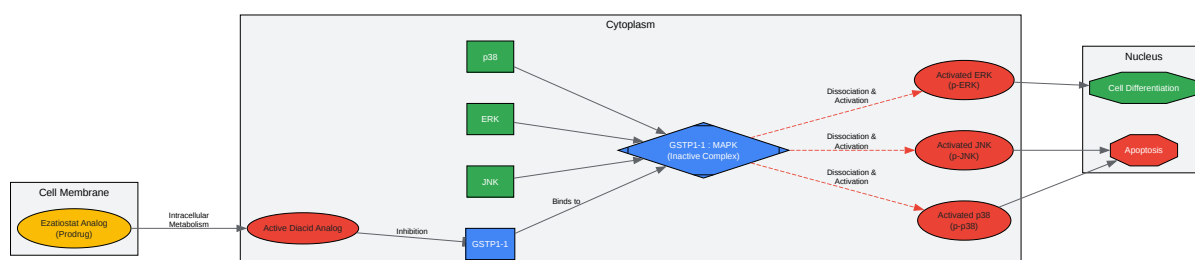 Cytoplasm
Cell Membrane
Ezatiostat Analog
(Prodrug)
Intracellular
Metabolism
Active Diacid Analog
Inhibition
p38
ERK
JNK
GSTP1-1
Binds to
GSTP1-1 : MAPK
(Inactive Complex)
Dissociation &
Activation
Dissociation &
Activation
Dissociation &
Activation
Activated ERK
(p-ERK)
Activated JNK
(p-JNK)
Activated p38
(p-p38)
Nucleus
Cell Differentiation
Apoptosis